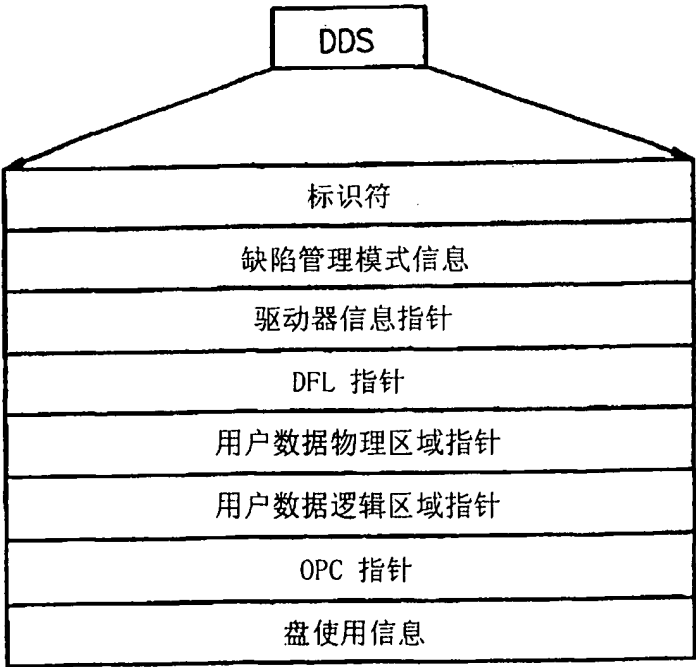 DDS
标识符
缺陷管理模式信息
驱动器信息指针
DFL 指针
用户数据物理区域指针
用户数据逻辑区域指针
OPC 指针
盘使用信息